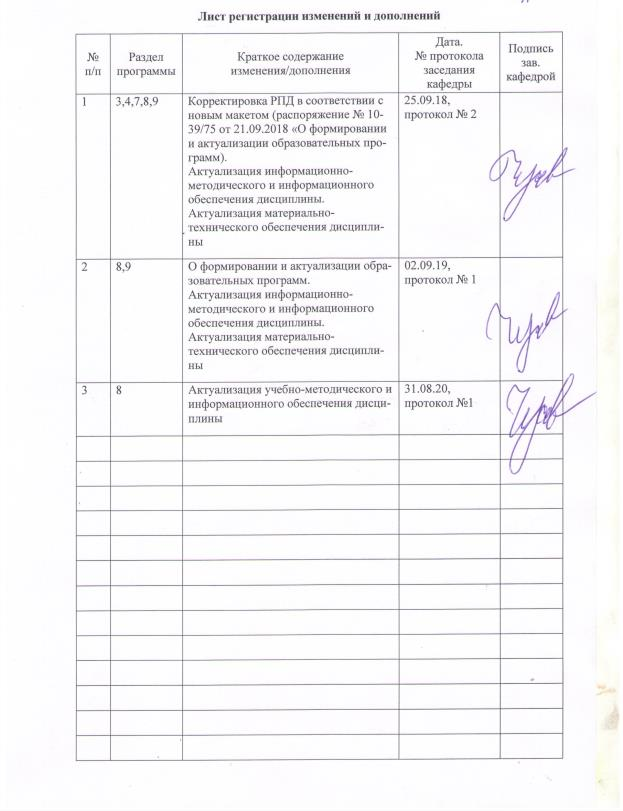 Лист регистрации изменений и дополнений
№ п/п
Раздел программы
Краткое содержание изменения/дополнения
Дата. № протокола заседания кафедры
Подпись зав. кафедрой
1
3,4,7,8,9
Корректировка РПД в соответствии с
новым макетом (распоряжение № 10-
39/75 от 21.09.2018 «О формировании
и актуализации образовательных про-
грамм).
Актуализация информационно-
методического и информационного
обеспечения дисциплины.
Актуализация материально-
технического обеспечения дисципли-
ны
25.09.18,
протокол № 2
2
8,9
О формировании и актуализации обра-
зовательных программ.
Актуализация информационно-
методического и информационного
обеспечения дисциплины.
Актуализация материально-
технического обеспечения дисципли-
ны
02.09.19,
протокол № 1
3
8
Актуализация учебно-методического и
информационного обеспечения дисци-
плины
31.08.20,
протокол №1